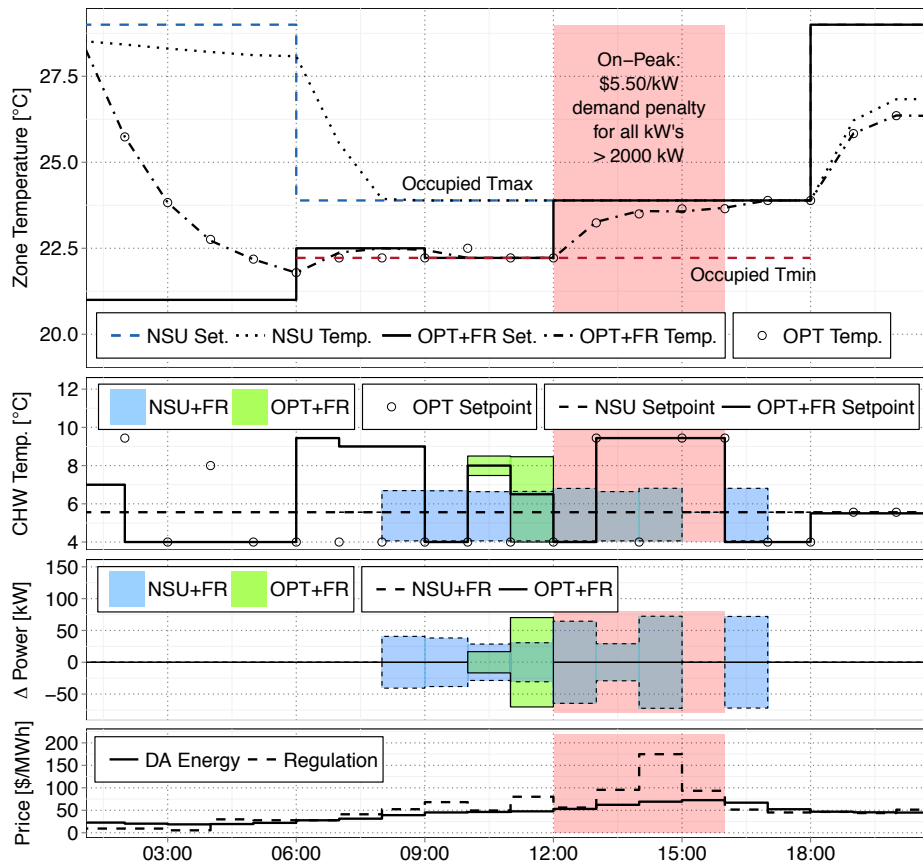 Zone Temperature [°C]
27.5
25.0
22.5
20.0
On−Peak:
$5.50/kW
demand penalty
for all kW's
> 2000 kW
Occupied Tmax
Occupied Tmin
NSU Set. NSU Temp. OPT+FR Set. OPT+FR Temp. OPT Temp.
CHW Temp. [°C]
12
10
8
6
4
NSU+FR OPT+FR OPT Setpoint NSU Setpoint OPT+FR Setpoint
Δ Power [kW]
150
100
50
0
−50
NSU+FR OPT+FR NSU+FR OPT+FR
Price [$/MWh]
200
150
100
50
0
DA Energy Regulation
03:00 06:00 09:00 12:00 15:00 18:00